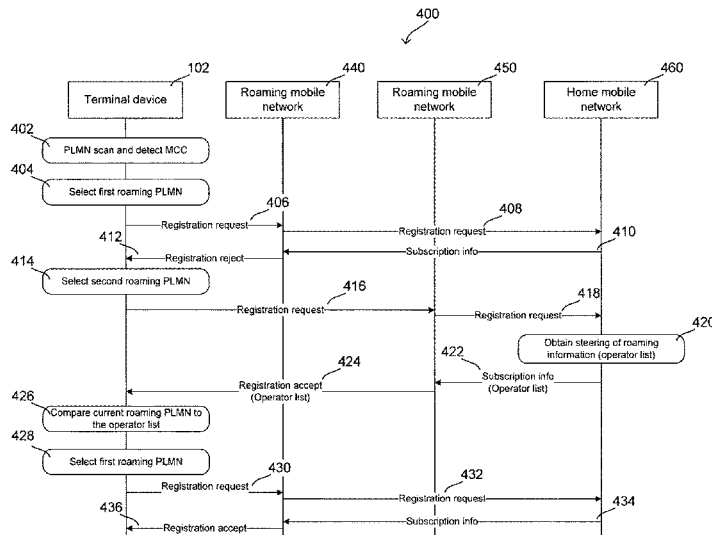 400
102
440
450
460
Terminal device
Roaming mobile
network
Roaming mobile
network
Home mobile
network
402
PLMN scan and detect MCC
404
Select first roaming PLMN
406
Registration request
408
Registration request
410
Subscription info
412
Registration reject
414
Select second roaming PLMN
416
Registration request
418
Registration request
420
Obtain steering of roaming
information (operator list)
422
Subscription info
(Operator list)
424
Registration accept
(Operator list)
426
Compare current roaming PLMN to
the operator list
428
Select first roaming PLMN
430
Registration request
432
Registration request
434
Subscription info
436
Registration accept